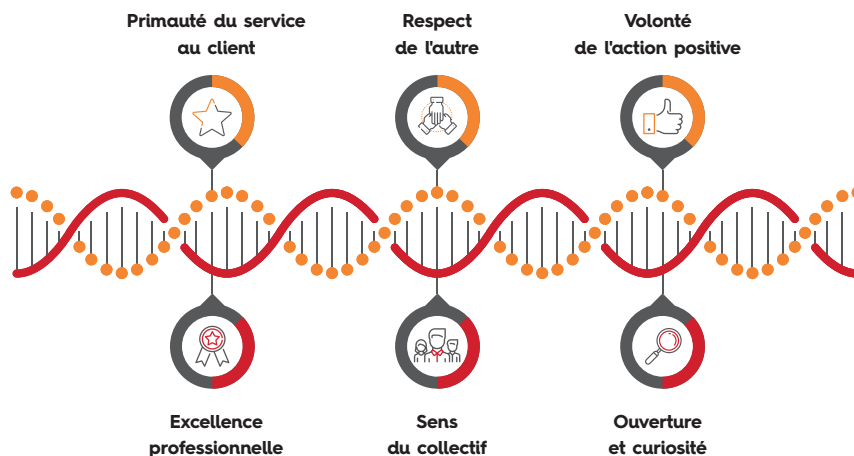 Primauté du service
au client
Respect
de l'autre
Volonté
de l'action positive
Excellence
professionnelle
Sens
du collectif
Ouverture
et curiosité